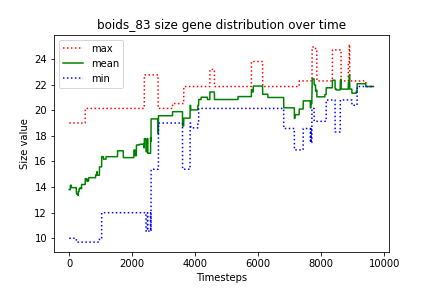 boids_83 size gene distribution over time
max
mean
min
Size value
24
22
20
18
16
14
12
10
0
2000
4000
6000
8000
10000
Timesteps